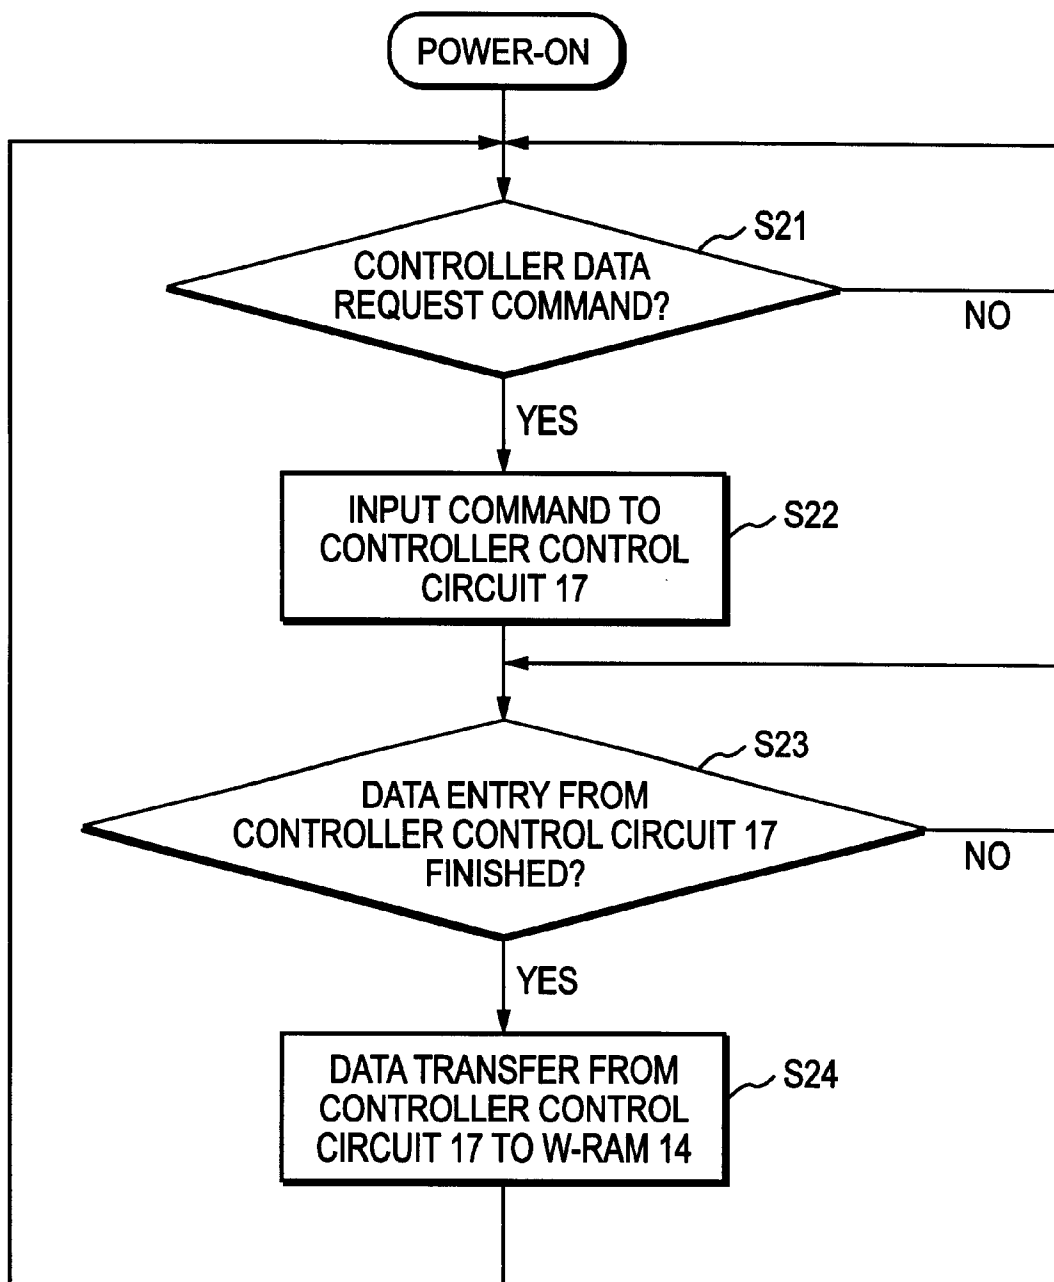 POWER-ON
S21
CONTROLLER DATA
REQUEST COMMAND?
NO
YES
S22
INPUT COMMAND TO
CONTROLLER CONTROL
CIRCUIT 17
S23
DATA ENTRY FROM
CONTROLLER CONTROL CIRCUIT 17
FINISHED?
NO
YES
S24
DATA TRANSFER FROM
CONTROLLER CONTROL
CIRCUIT 17 TO W-RAM 14